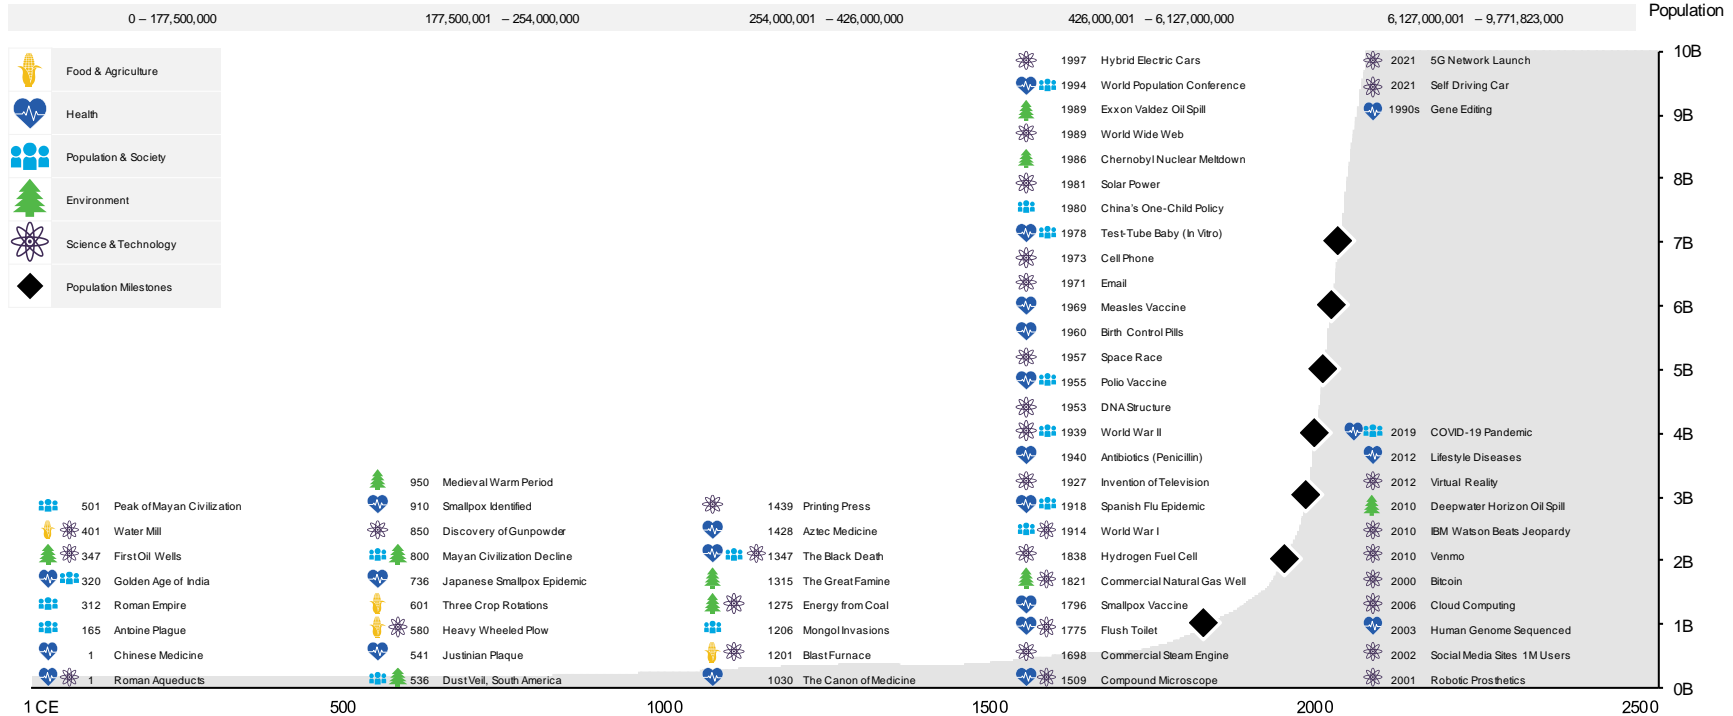 0 – 177,500,000
177,500,001 – 254,000,000
254,000,001 – 426,000,000
426,000,001 – 6,127,000,000
6,127,000,001 – 9,771,823,000
Population
Food & Agriculture
Health
Population & Society
Environment
Science & Technology
Population Milestones
501 Peak of Mayan Civilization
401 Water Mill
347 First Oil Wells
320 Golden Age of India
312 Roman Empire
165 Antoine Plague
1 Chinese Medicine
1 Roman Aqueducts
950 Medieval Warm Period
910 Smallpox Identified
850 Discovery of Gunpowder
800 Mayan Civilization Decline
736 Japanese Smallpox Epidemic
601 Three Crop Rotations
580 Heavy Wheeled Plow
541 Justinian Plaque
536 Dust Veil, South America
1439 Printing Press
1428 Aztec Medicine
1347 The Black Death
1315 The Great Famine
1275 Energy from Coal
1206 Mongol Invasions
1201 Blast Furnace
1030 The Canon of Medicine
1997 Hybrid Electric Cars
1994 World Population Conference
1989 Exxon Valdez Oil Spill
1989 World Wide Web
1986 Chernobyl Nuclear Meltdown
1981 Solar Power
1980 China's One-Child Policy
1978 Test-Tube Baby (In Vitro)
1973 Cell Phone
1971 Email
1969 Measles Vaccine
1960 Birth Control Pills
1957 Space Race
1955 Polio Vaccine
1953 DNA Structure
1939 World War II
1940 Antibiotics (Penicillin)
1927 Invention of Television
1918 Spanish Flu Epidemic
1914 World War I
1838 Hydrogen Fuel Cell
1821 Commercial Natural Gas Well
1796 Smallpox Vaccine
1775 Flush Toilet
1698 Commercial Steam Engine
1509 Compound Microscope
2021 5G Network Launch
2021 Self Driving Car
1990s Gene Editing
2019 COVID-19 Pandemic
2012 Lifestyle Diseases
2012 Virtual Reality
2010 Deepwater Horizon Oil Spill
2010 IBM Watson Beats Jeopardy
2010 Venmo
2000 Bitcoin
2006 Cloud Computing
2003 Human Genome Sequenced
2002 Social Media Sites 1M Users
2001 Robotic Prosthetics
10B
9B
8B
7B
6B
5B
4B
3B
2B
1B
0B
1 CE
500
1000
1500
2000
2500